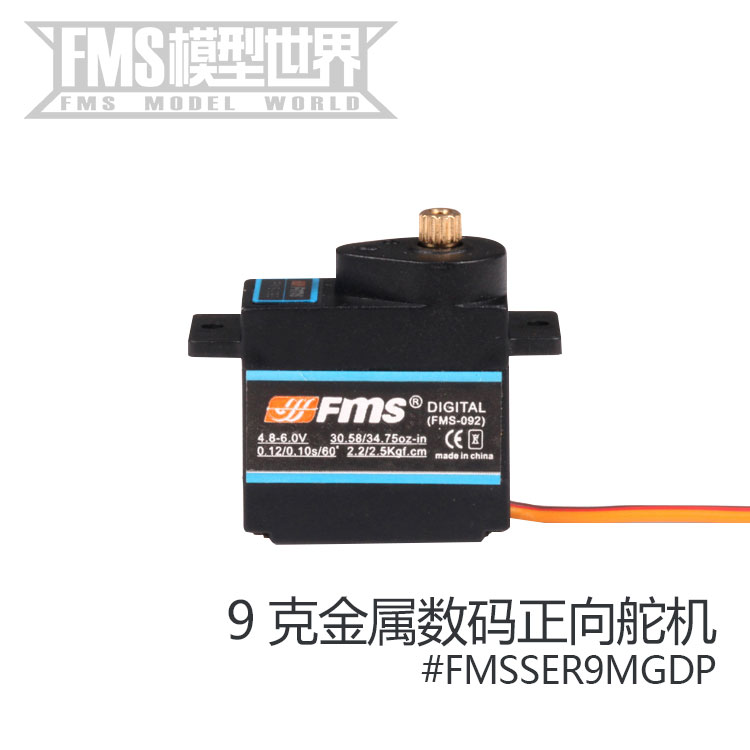 FMS模型世界
FMS MODEL WORLD
Fms® DIGITAL
(FMS-092)
4.8-6.0V 30.58/34.75oz-in
0.12/0.10s/60° 2.2/2.5Kgf.cm
CE
made in china
9 克金属数码正向舵机
#FMSSER9MGDP